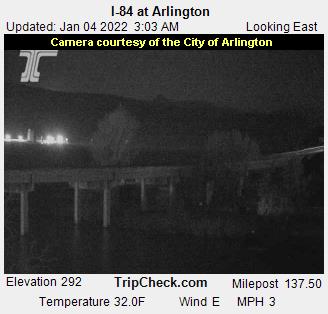 I-84 at Arlington
Updated: Jan 04 2022 3:03 AM Looking East
Camera courtesy of the City of Arlington
Elevation 292 TripCheck.com Milepost 137.50
Temperature 32.0F Wind E MPH 3